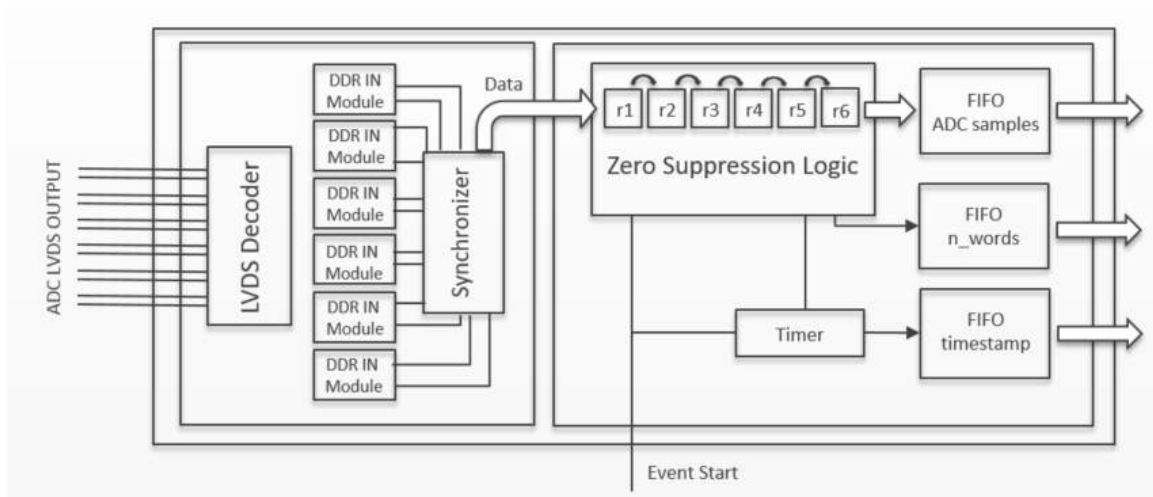 ADC LVDS OUTPUT
LVDS Decoder
DDR IN
Module
DDR IN
Module
DDR IN
Module
DDR IN
Module
DDR IN
Module
DDR IN
Module
Synchronizer
Data
r1 r2 r3 r4 r5 r6
Zero Suppression Logic
FIFO
ADC samples
FIFO
n_words
Timer
FIFO
timestamp
Event Start